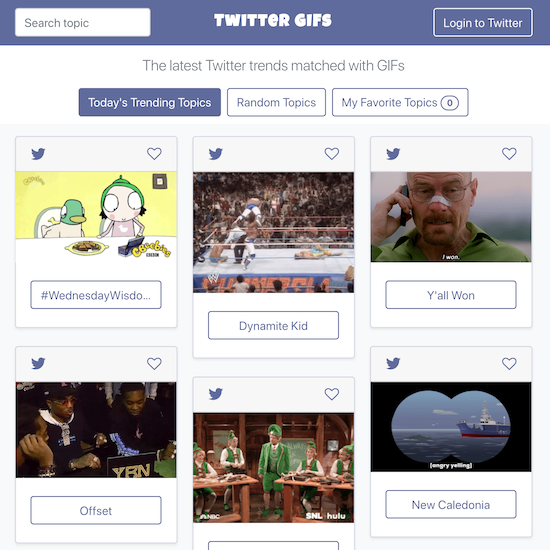 Search topic
TWITTER GIFS
Login to Twitter
The latest Twitter trends matched with GIFs
Today's Trending Topics
Random Topics
My Favorite Topics 0
CBeebies
CBeebies
BBC
#WednesdayWisdo...
W
Dynamite Kid
I won.
Y'all Won
YRN
Offset
NBC
SNL hulu
[angry yelling]
New Caledonia